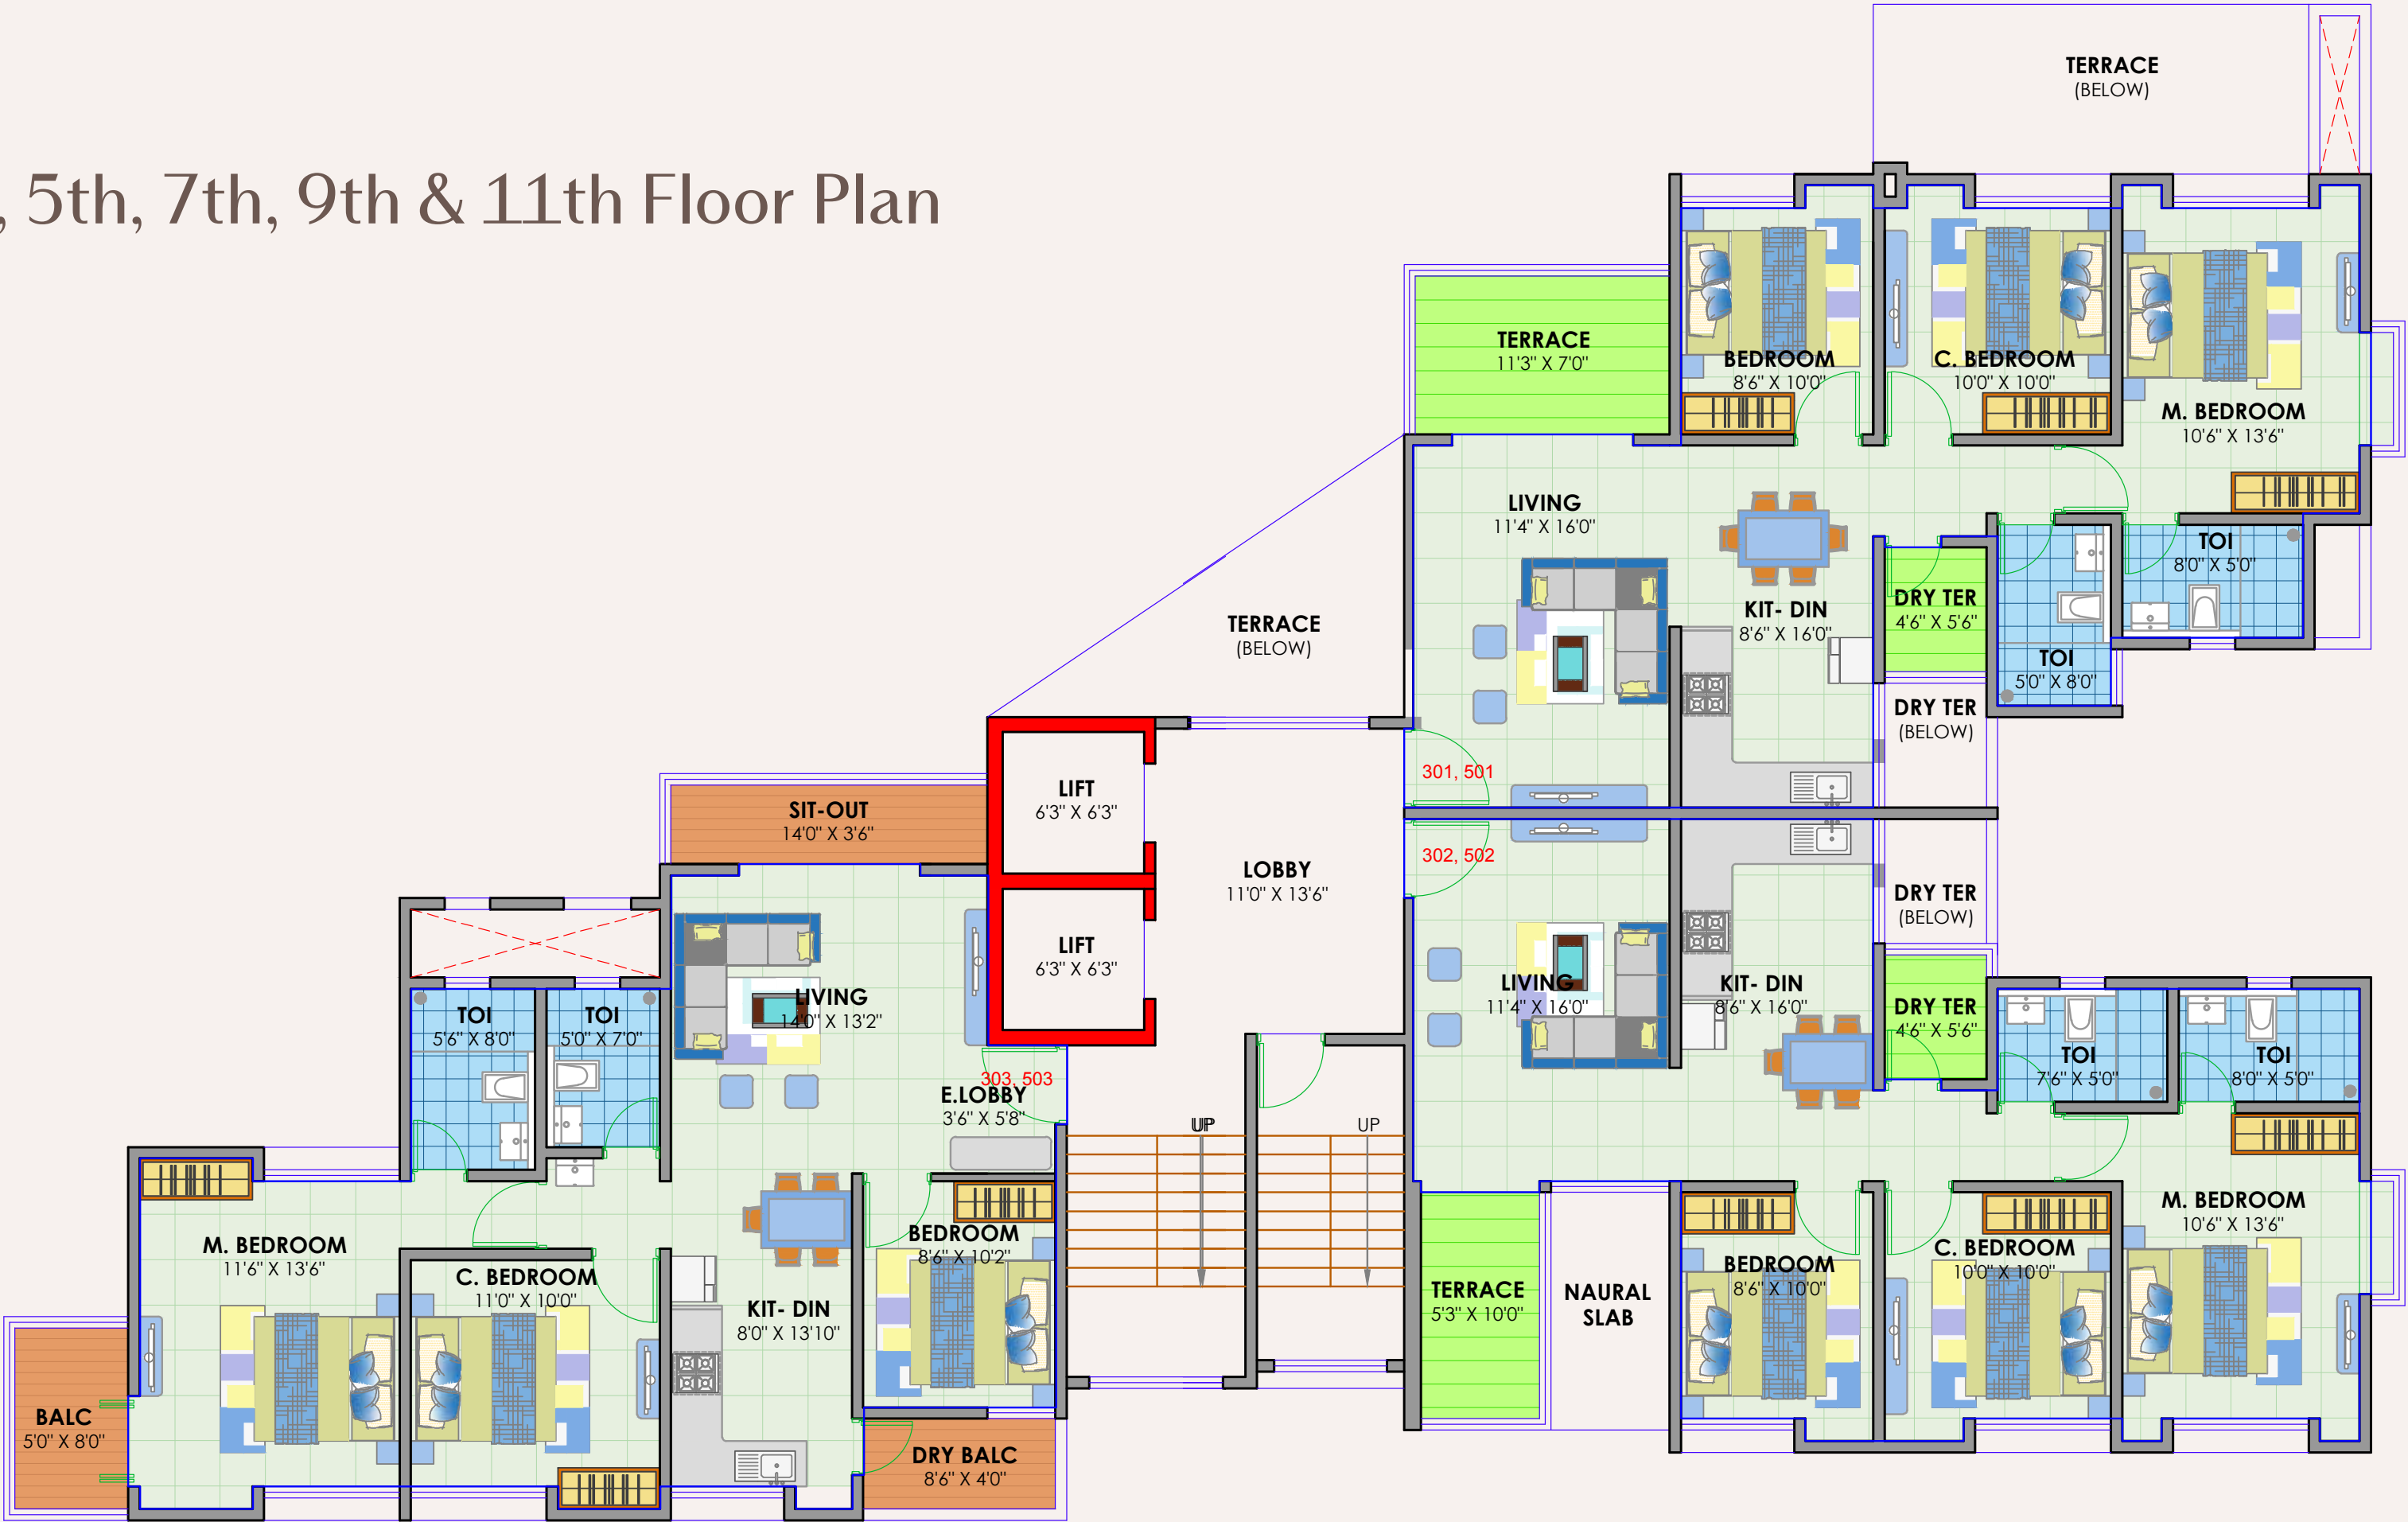 , 5th, 7th, 9th & 11th Floor Plan
TERRACE
(BELOW)
TERRACE
11'3" X 7'0"
BEDROOM
8'6" X 10'0"
C. BEDROOM
10'0" X 10'0"
M. BEDROOM
10'6" X 13'6"
LIVING
11'4" X 16'0"
KIT- DIN
8'6" X 16'0"
DRY TER
4'6" X 5'6"
TOI
8'0" X 5'0"
TOI
5'0" X 8'0"
TERRACE
(BELOW)
DRY TER
(BELOW)
301, 501
LIFT
6'3" X 6'3"
SIT-OUT
14'0" X 3'6"
LOBBY
11'0" X 13'6"
302, 502
DRY TER
(BELOW)
LIFT
6'3" X 6'3"
LIVING
11'4" X 16'0"
KIT- DIN
8'6" X 16'0"
DRY TER
4'6" X 5'6"
TOI
7'6" X 5'0"
TOI
8'0" X 5'0"
TOI
5'6" X 8'0"
TOI
5'0" X 7'0"
LIVING
14'0" X 13'2"
303, 503
E.LOBBY
3'6" X 5'8"
UP
UP
M. BEDROOM
11'6" X 13'6"
C. BEDROOM
11'0" X 10'0"
KIT- DIN
8'0" X 13'10"
BEDROOM
8'6" X 10'2"
TERRACE
5'3" X 10'0"
NAURAL
SLAB
BEDROOM
8'6" X 10'0"
C. BEDROOM
10'0" X 10'0"
M. BEDROOM
10'6" X 13'6"
BALC
5'0" X 8'0"
DRY BALC
8'6" X 4'0"